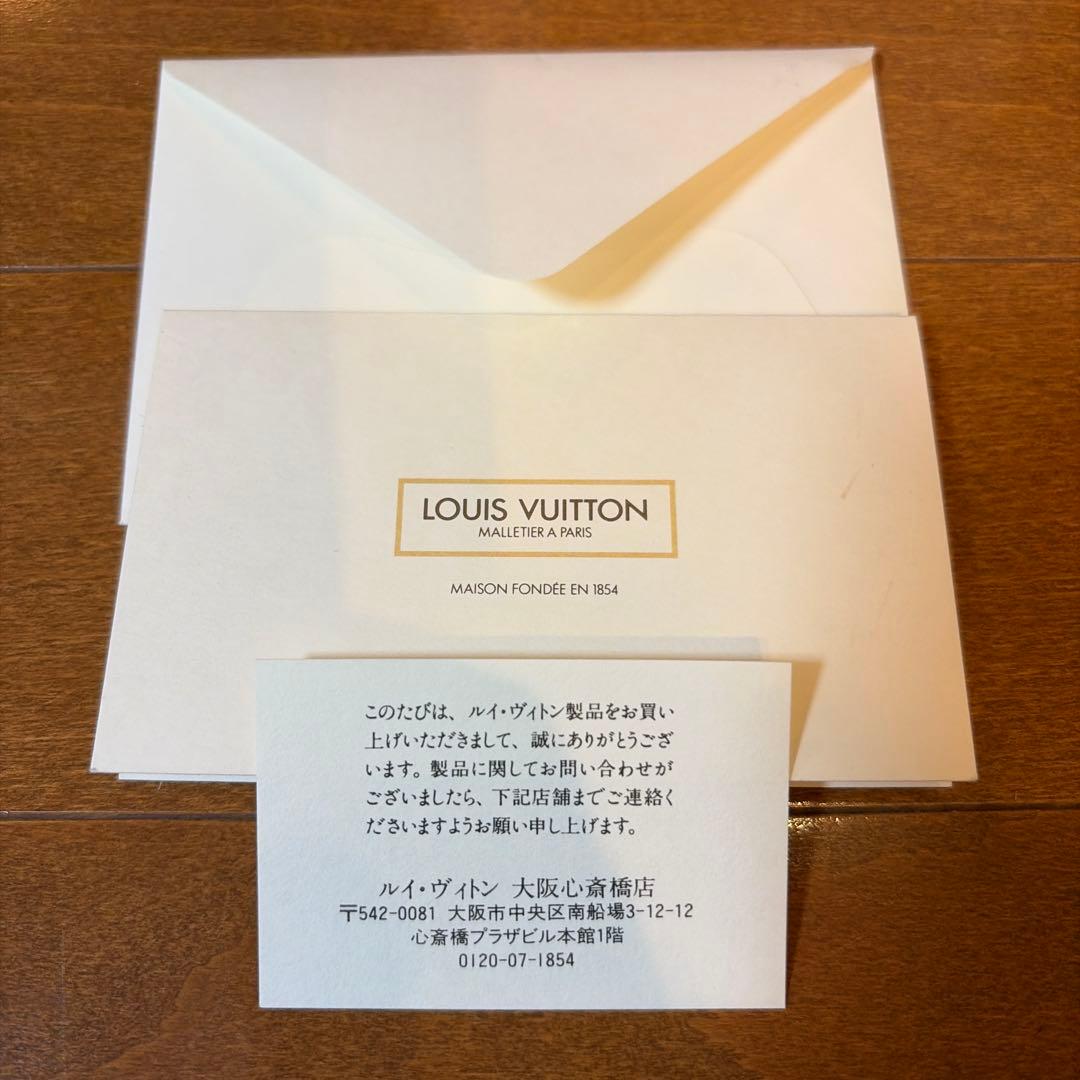 LOUIS VUITTON
MALLETIER A PARIS
MAISON FONDÉE EN 1854
このたびは、ルイ・ヴィトン製品をお買い
上げいただきまして、誠にありがとうござ
います。製品に関してお問い合わせが
ございましたら、下記店舗までご連絡く
ださいますようお願い申し上げます。
ルイ・ヴィトン 大阪心斎橋店
〒542-0081 大阪市中央区南船場3-12-12
心斎橋プラザビル本館1階
0120-07-1854